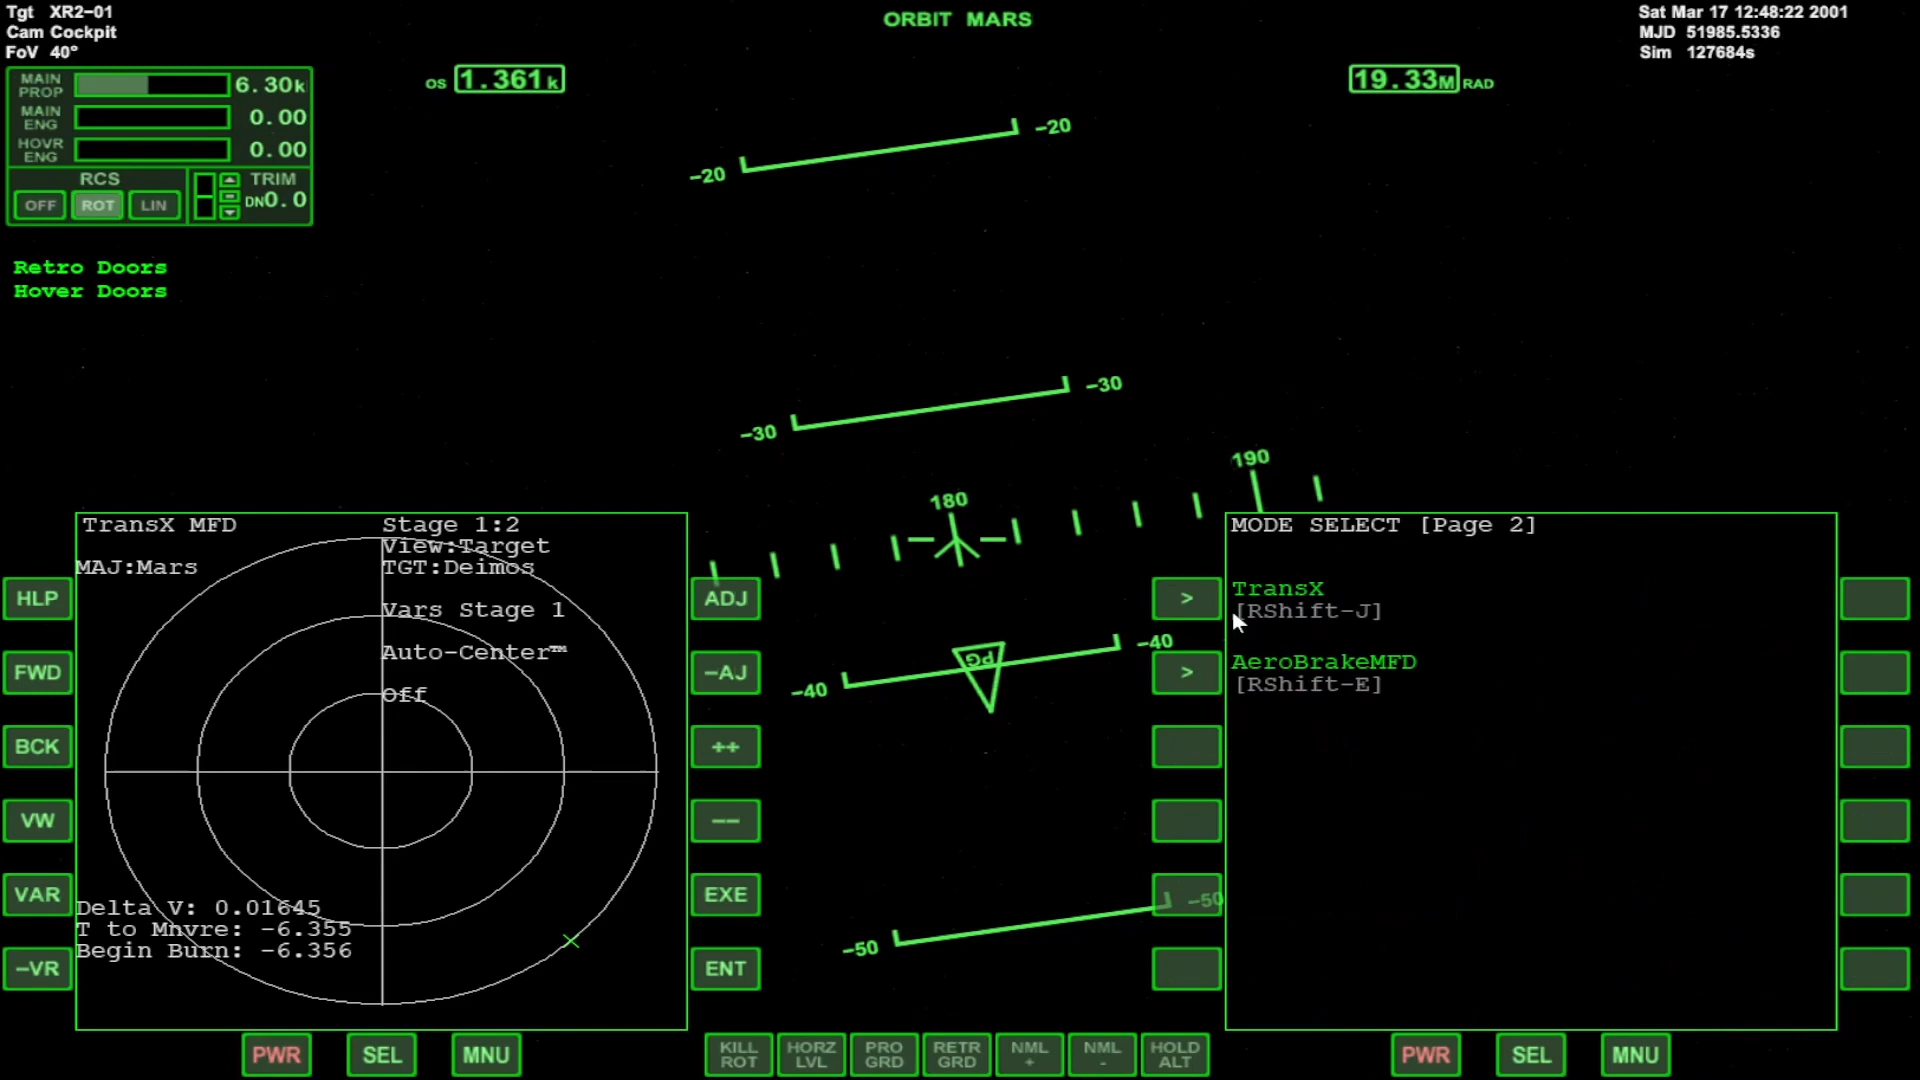 Tgt XR2-01
Cam Cockpit
FoV 40°
ORBIT MARS
Sat Mar 17 12:48:22 2001
MJD 51985.5336
Sim 127684s
MAIN PROP 6.30k
MAIN ENG 0.00
HOVR ENG 0.00
RCS
TRIM
OFF ROT LIN
DN0.0
OS 1.361k
19.33M RAD
Retro Doors
Hover Doors
-20 -20
-30 -30
180 190
PG
-40 -40
-50 -50
TransX MFD
Stage 1:2
View:Target
MAJ:Mars
TGT:Deimos
Vars Stage 1
Auto-Center™
Off
Delta V: 0.01645
T to Mnvre: -6.355
Begin Burn: -6.356
HLP
FWD
BCK
VW
VAR
-VR
ADJ
-AJ
++
--
EXE
ENT
PWR SEL MNU
KILL ROT
HORZ LVL
PRO GRD
RETR GRD
NML +
NML -
HOLD ALT
MODE SELECT [Page 2]
>
TransX
[RShift-J]
>
AeroBrakeMFD
[RShift-E]
PWR SEL MNU